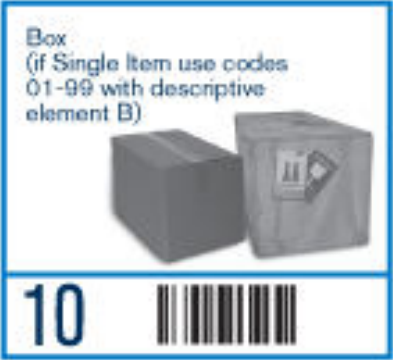 Box
(if Single Item use codes
01-99 with descriptive
element B)
10